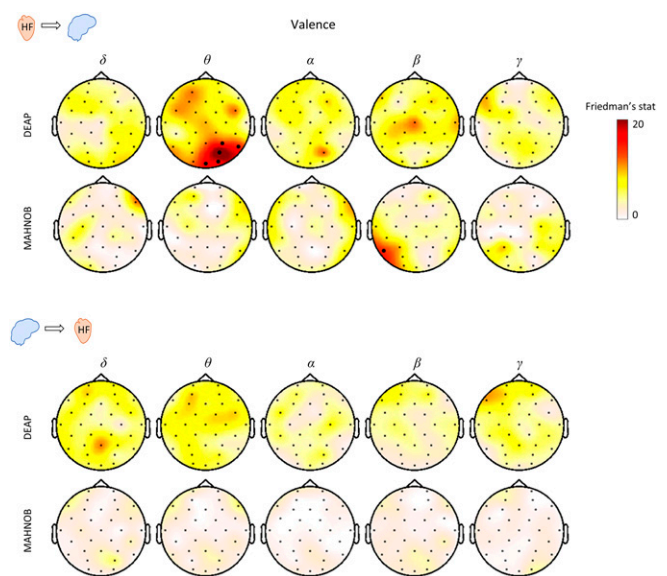 HF
Valence
δ θ α β γ
DEAP
Friedman's stat
20
0
MAHNOB
HF
δ θ α β γ
DEAP
MAHNOB